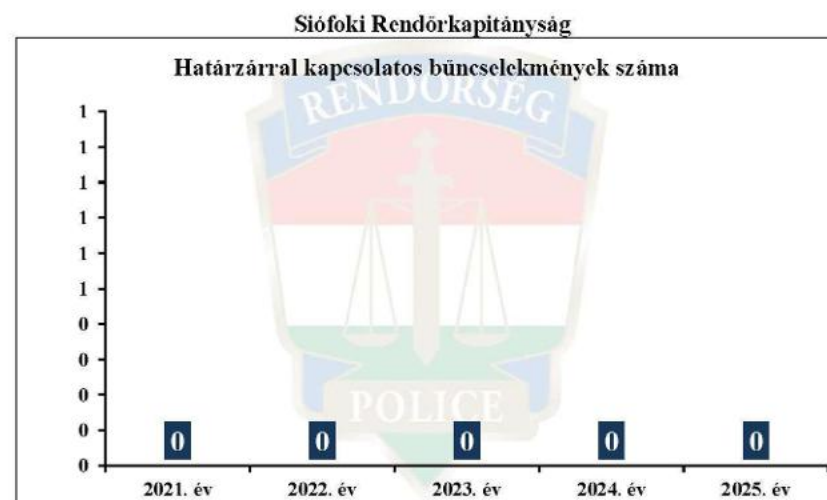 Siófoki Rendőrkapitányság
Határzárral kapcsolatos bűncselekmények száma
RENDŐRSÉG
1
1
1
1
1
1
0
0
0
0
0
POLICE
0 0 0 0 0
2021. év 2022. év 2023. év 2024. év 2025. év